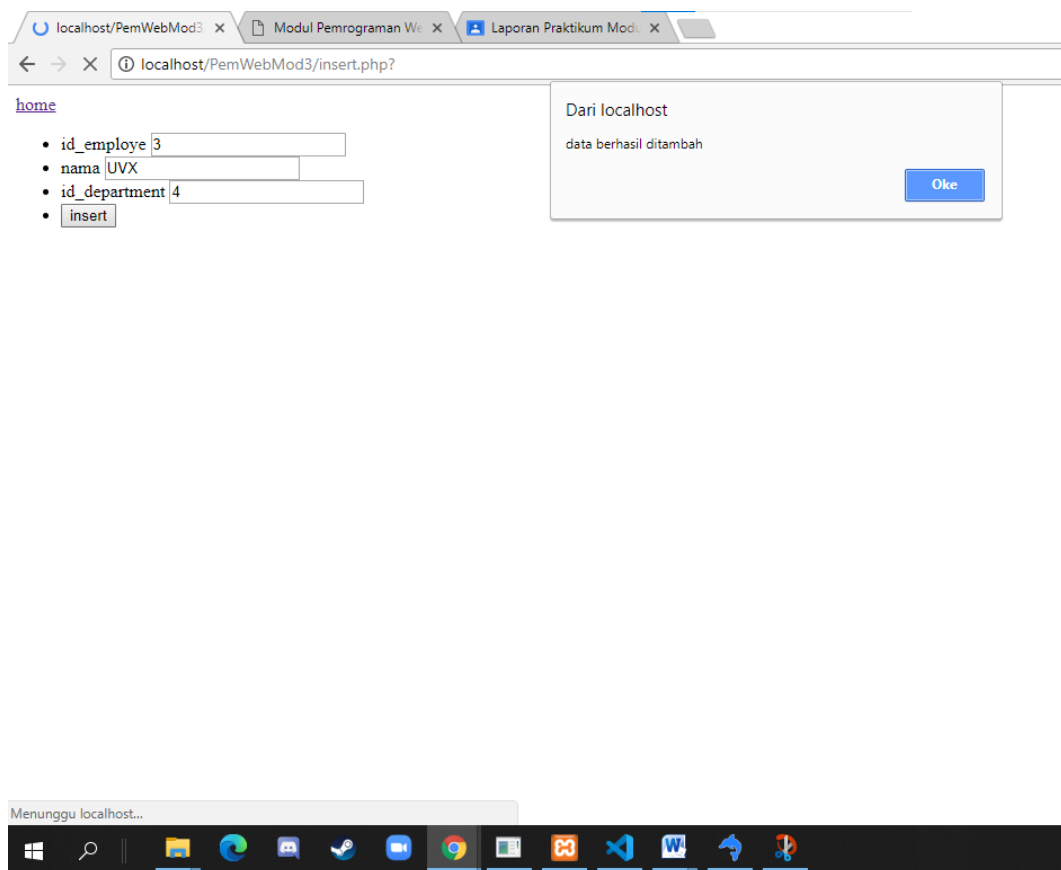 localhost/PemWebMod3
Modul Pemrograman We
Laporan Praktikum Modu
localhost/PemWebMod3/insert.php?
home
Dari localhost
data berhasil ditambah
Oke
id_employe 3
nama UVX
id_department 4
insert
Menunggu localhost...